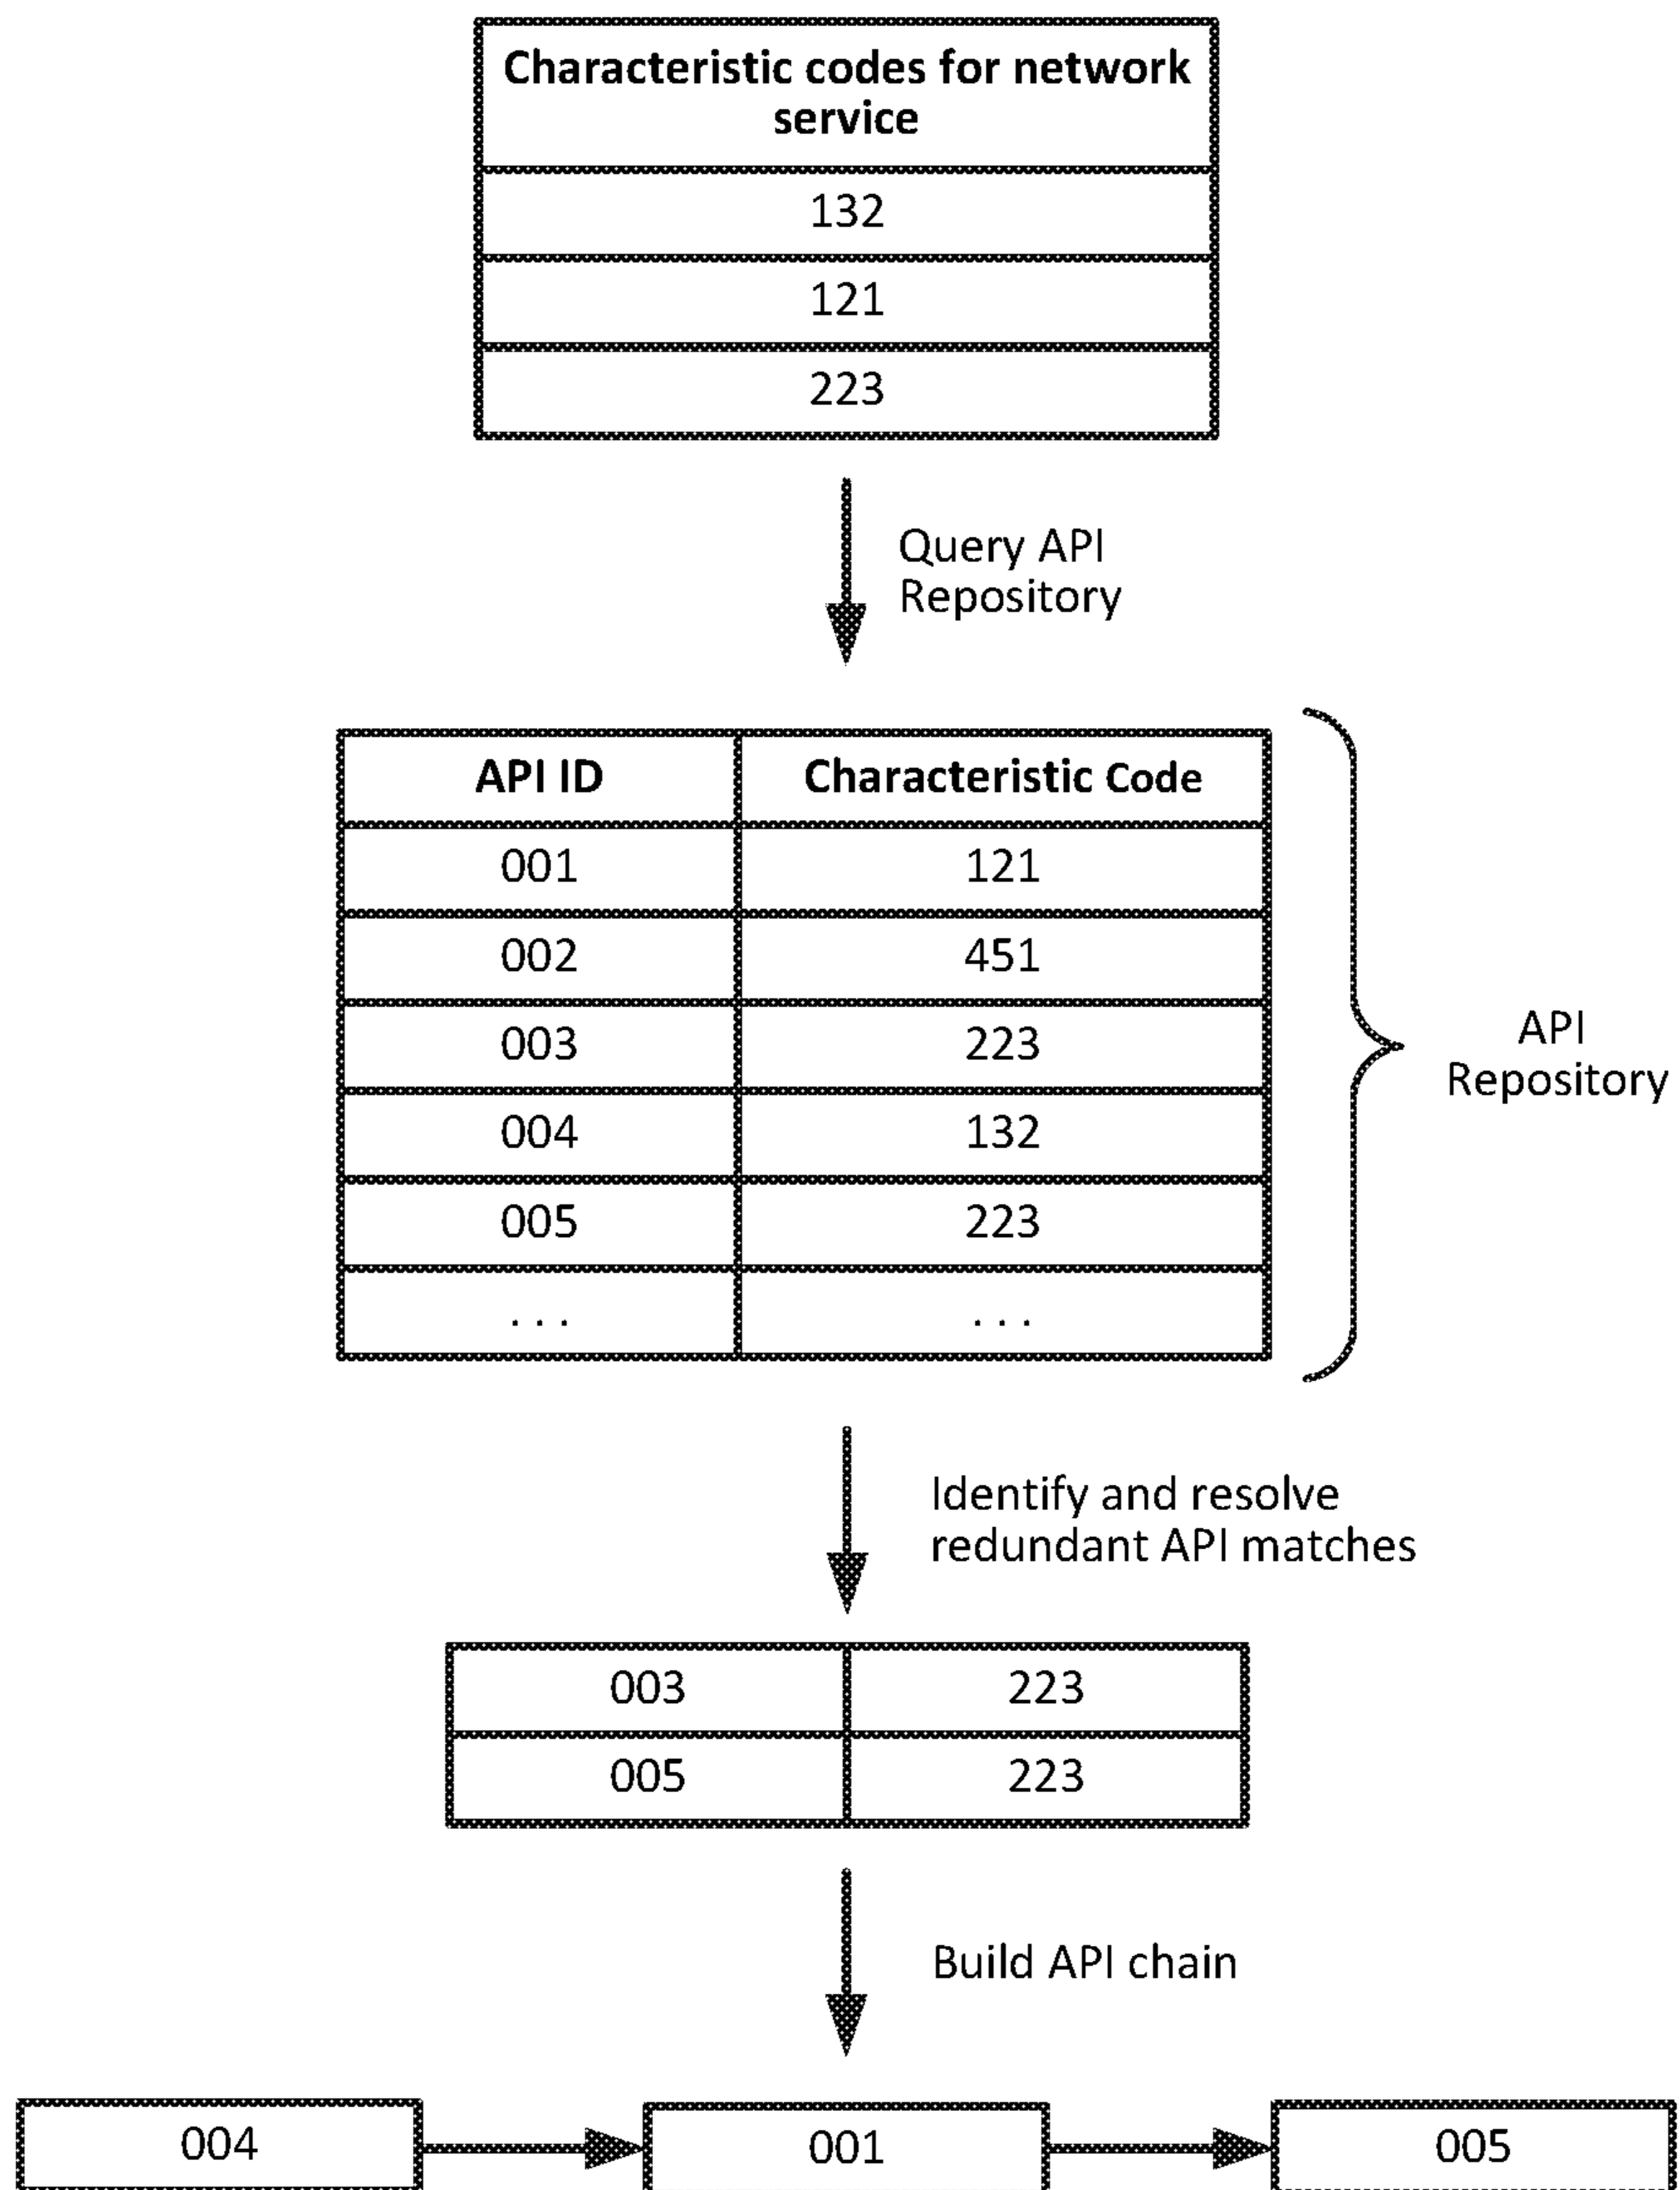 Characteristic codes for network
service
132
121
223
Query API
Repository
API ID Characteristic Code
001 121
002 451
003 223
004 132
005 223
. . . . . .
API
Repository
Identify and resolve
redundant API matches
003 223
005 223
Build API chain
004 001 005